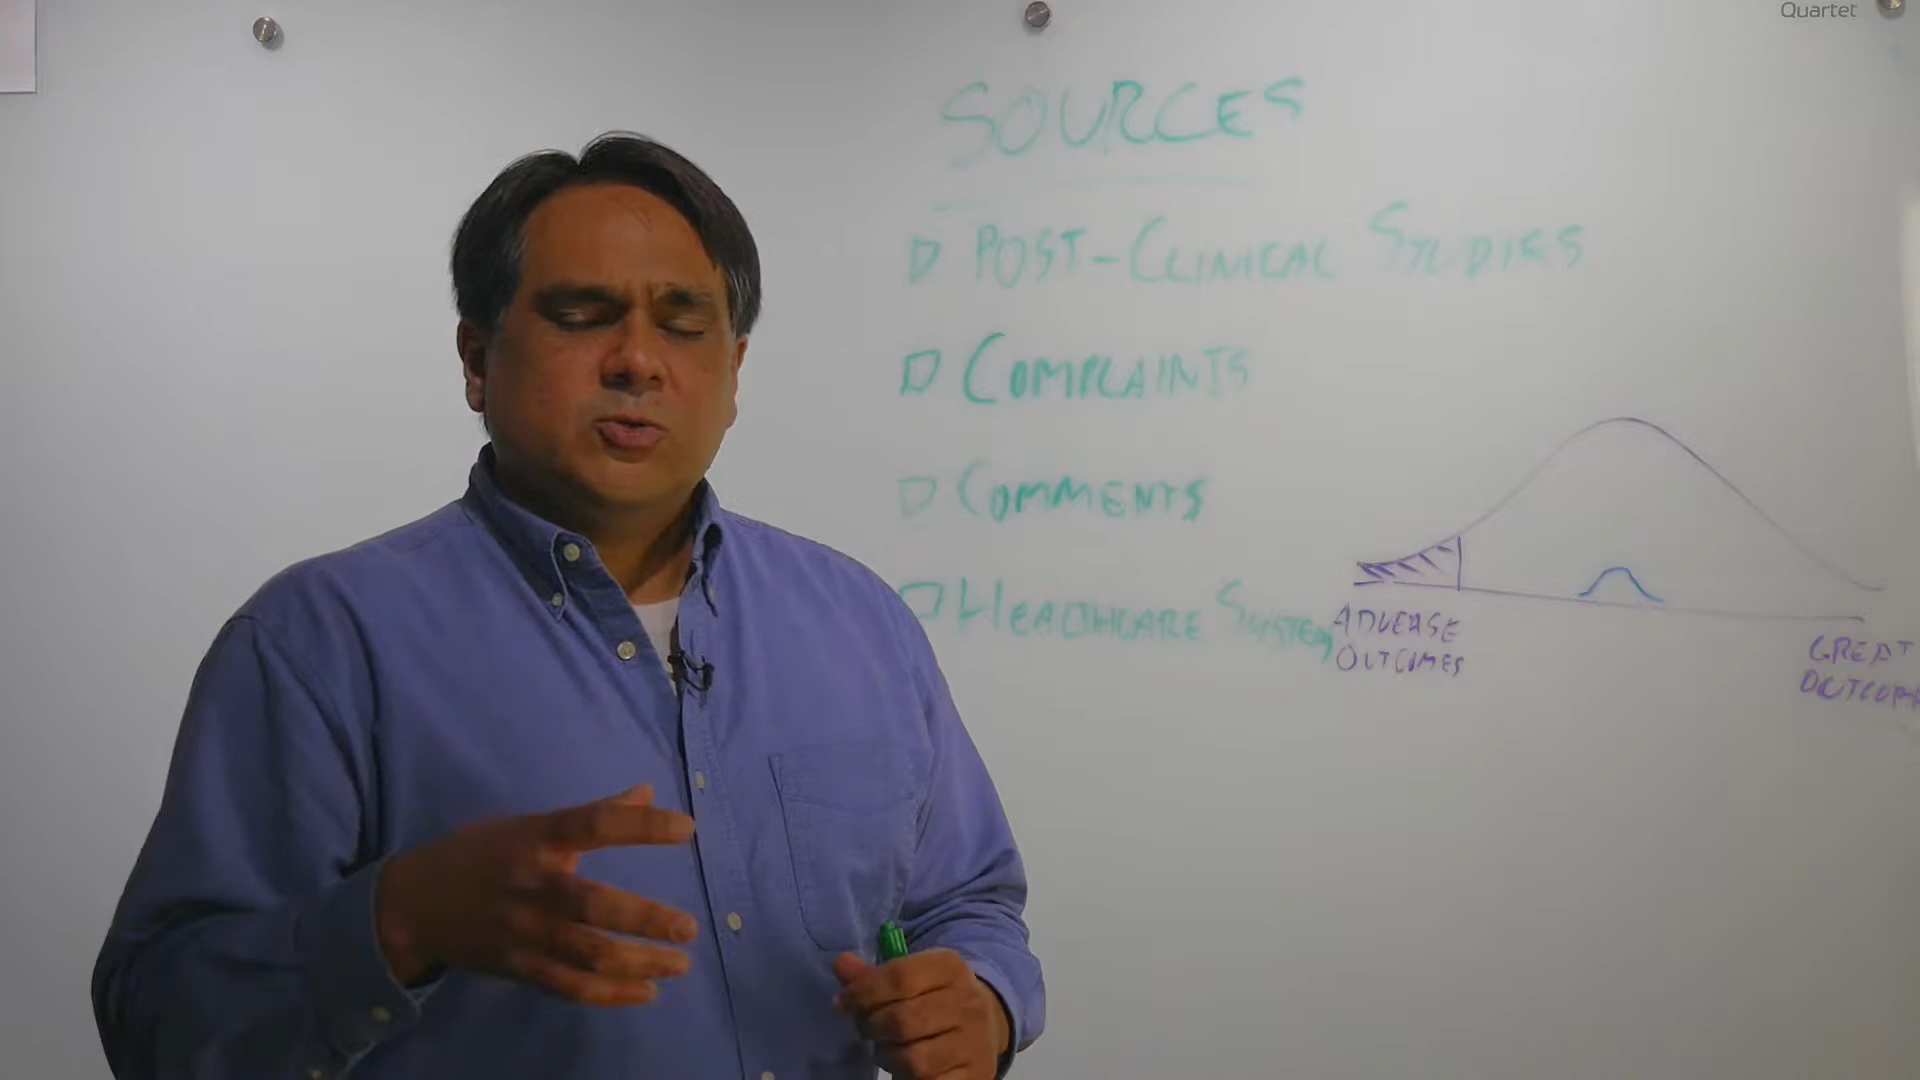 Quartet
SOURCES
POST-CLINICAL STUDIES
COMPLAINTS
COMMENTS
HEALTHCARE SYSTEM
ADVERSE
OUTCOMES
GREAT